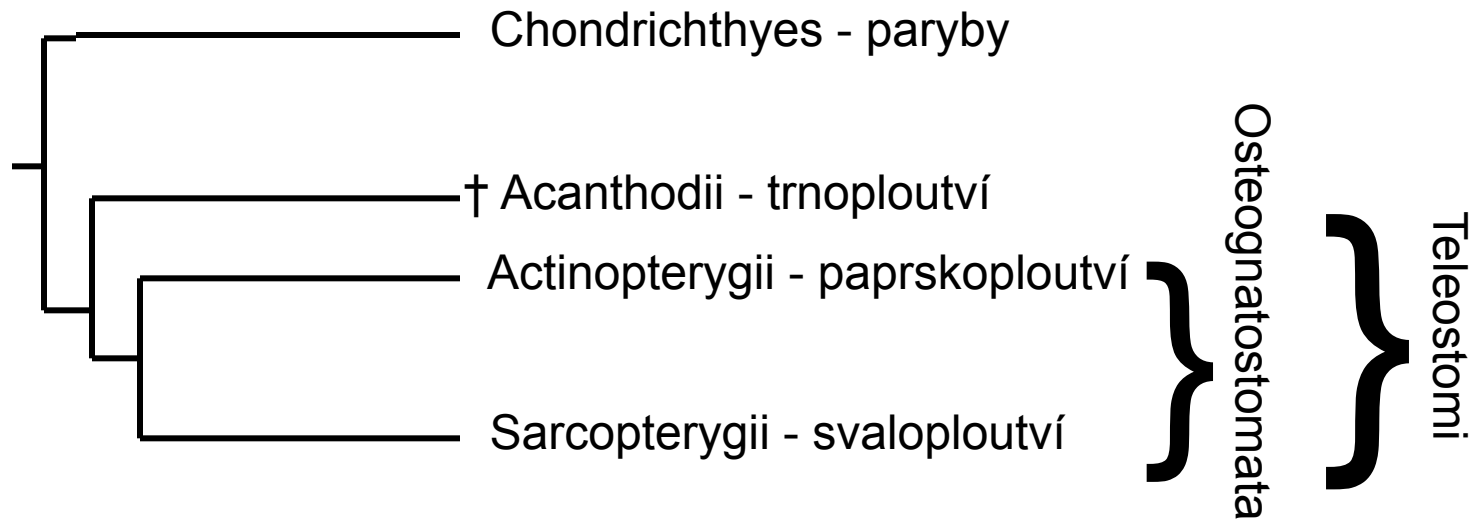 Chondrichthyes - paryby
† Acanthodii - trnoploutví
Actinopterygii - paprskoploutví
Sarcopterygii - svaloploutví
Osteognatostomata
Teleostomi